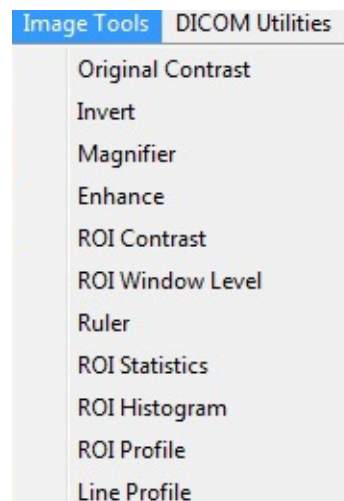 Image Tools DICOM Utilities
Original Contrast
Invert
Magnifier
Enhance
ROI Contrast
ROI Window Level
Ruler
ROI Statistics
ROI Histogram
ROI Profile
Line Profile